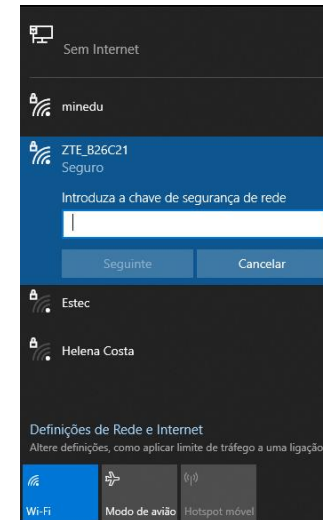 Sem Internet
minedu
ZTE_B26C21
Seguro
Introduza a chave de segurança de rede
Seguinte
Cancelar
Estec
Helena Costa
Definições de Rede e Internet
Altere definições, como aplicar limite de tráfego a uma ligação
Wi-Fi
Modo de avião
Hotspot móvel